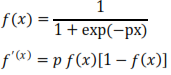 f(x) = 1 / (1 + exp(−px))
f′(x) = p f(x)[1 − f(x)]